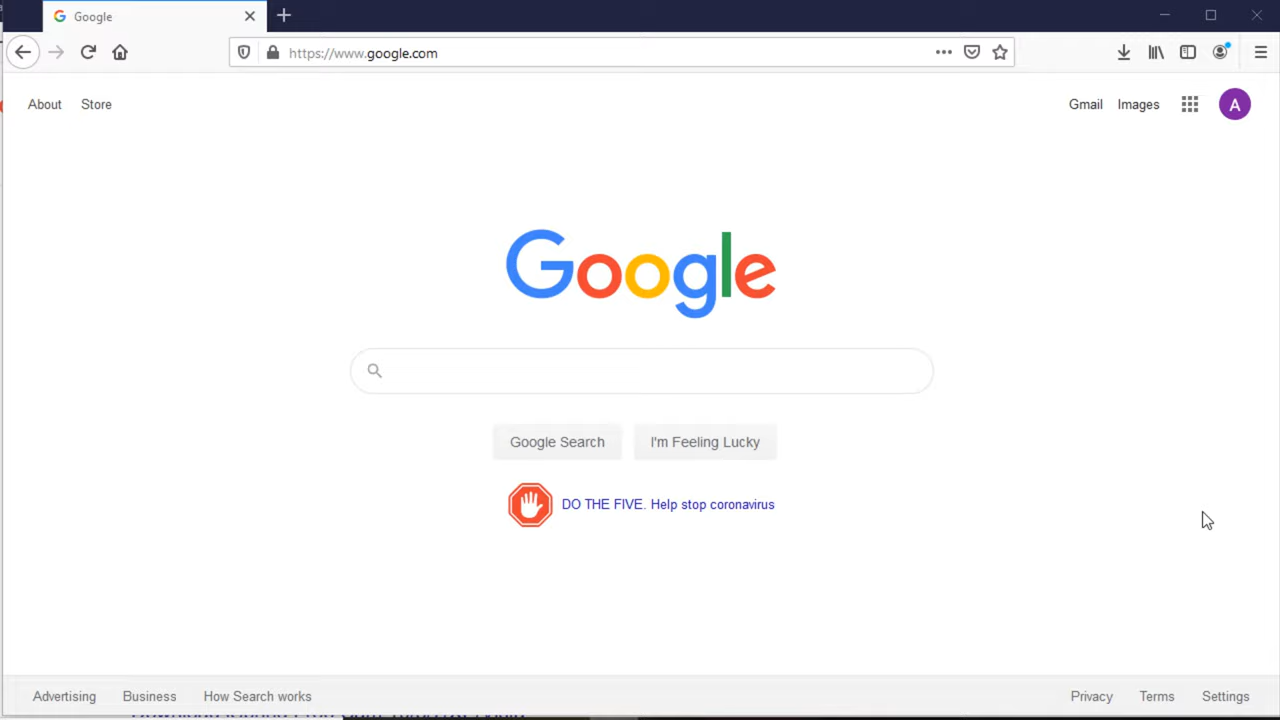 Google
https://www.google.com
About Store Gmail Images A
Google
Google Search I'm Feeling Lucky
DO THE FIVE. Help stop coronavirus
Advertising Business How Search works Privacy Terms Settings